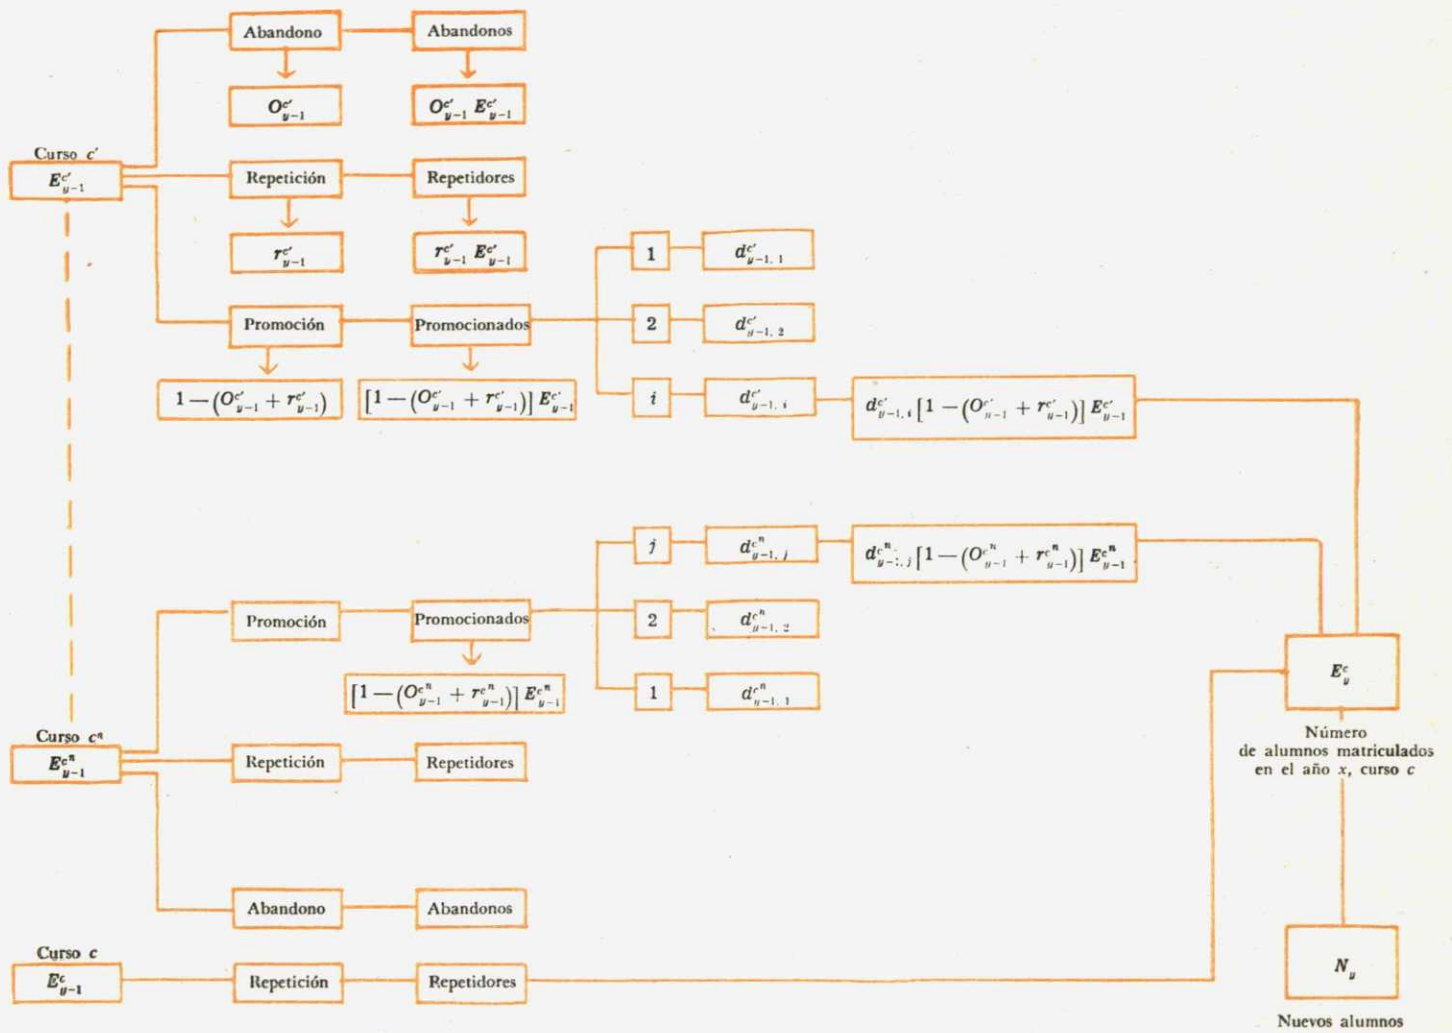 Abandono Abandonos
O^{c'}_{y-1} O^{c'}_{y-1} E^{c'}_{y-1}
Curso c'
E^{c'}_{y-1} Repetición Repetidores
r^{c'}_{y-1} r^{c'}_{y-1} E^{c'}_{y-1} 1 d^{c'}_{y-1, 1}
Promoción Promocionados 2 d^{c'}_{y-1, 2}
1—(O^{c'}_{y-1} + r^{c'}_{y-1}) [1—(O^{c'}_{y-1} + r^{c'}_{y-1})] E^{c'}_{y-1} i d^{c'}_{y-1, i} d^{c'}_{y-1, i} [1—(O^{c'}_{y-1} + r^{c'}_{y-1})] E^{c'}_{y-1}
j d^{c^n}_{y-1, j} d^{c^n}_{y-:, j} [1—(O^{c^n}_{y-1} + r^{c^n}_{y-1})] E^{c^n}_{y-1}
Promoción Promocionados 2 d^{c^n}_{y-1, 2}
[1—(O^{c^n}_{y-1} + r^{c^n}_{y-1})] E^{c^n}_{y-1} 1 d^{c^n}_{y-1, 1} E^{c}_{y}
Curso c^n
E^{c^n}_{y-1} Repetición Repetidores
Número
de alumnos matriculados
en el año x, curso c
Abandono Abandonos
Curso c
E^{c}_{y-1} Repetición Repetidores N_y
Nuevos alumnos